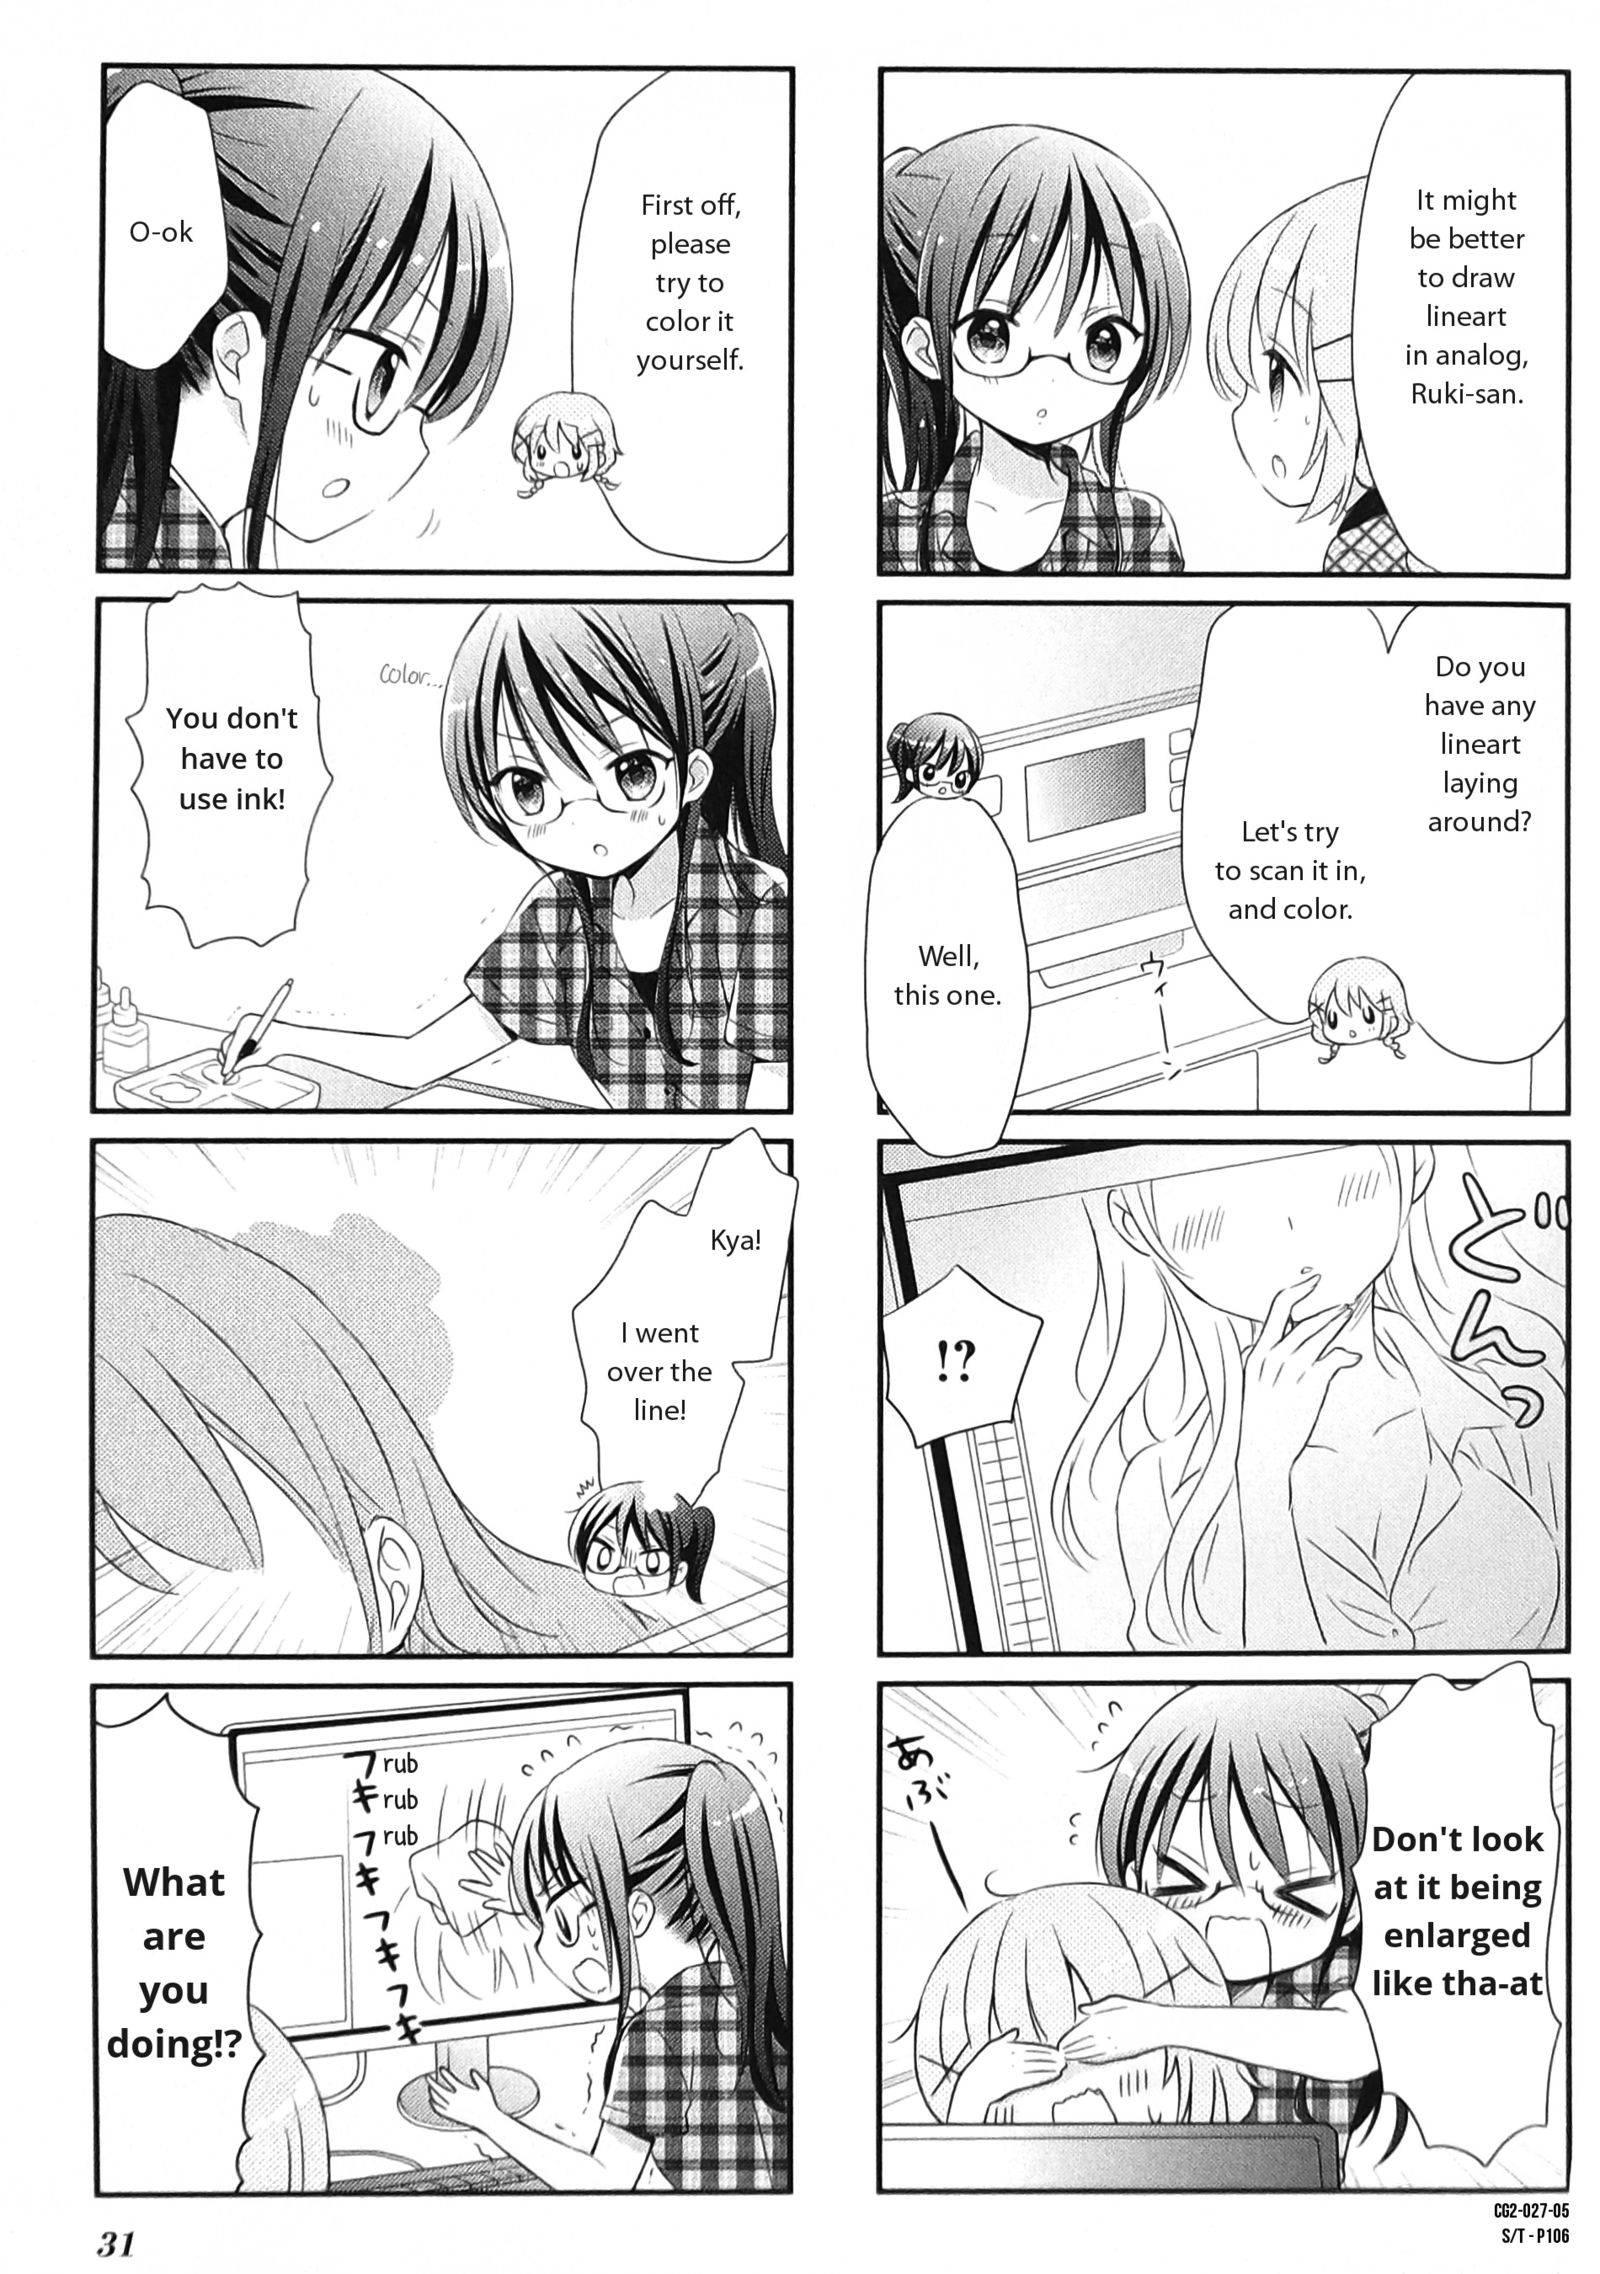 It might
be better
to draw
lineart
in analog,
Ruki-san.
Do you
have any
lineart
laying
around?
Let's try
to scan it in,
and color.
Well,
this one.
ウィーン
どんっ
!?
あぶーっ
Don't look
at it being
enlarged
like tha-at
First off,
please
try to
color it
yourself.
O-ok
color...
You don't
have to
use ink!
Kya!
I went
over the
line!
rub
rub
rub
フキフキフキフキ
What
are
you
doing!?
31
CG2-027-05
S/T - P106